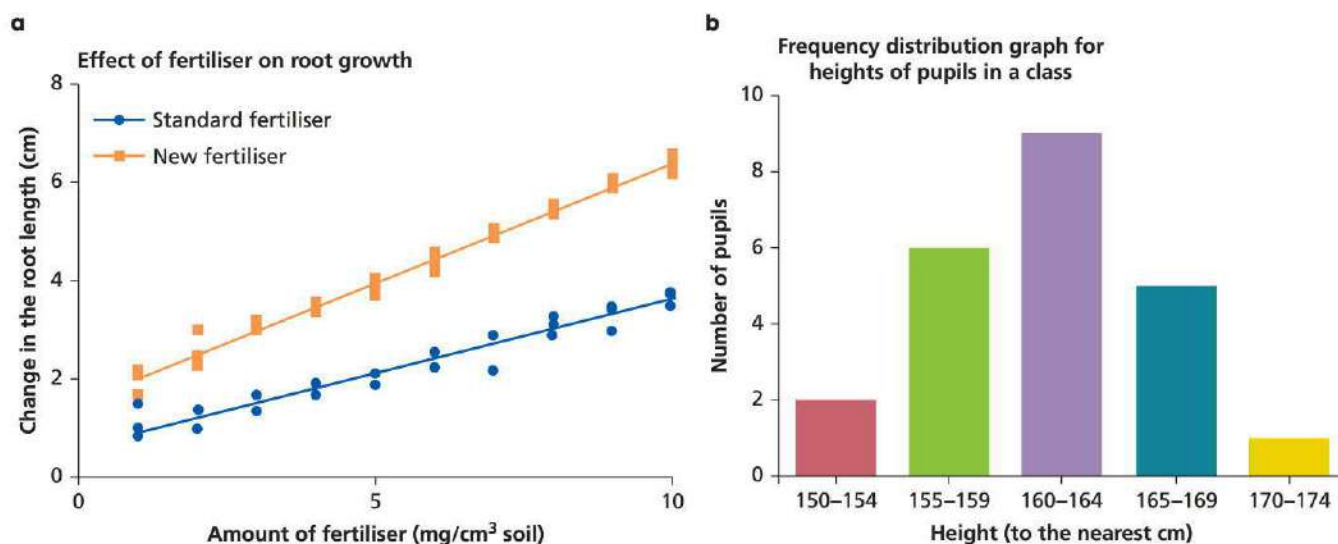 a
Effect of fertiliser on root growth
8
6
4
2
0
Change in the root length (cm)
Standard fertiliser
New fertiliser
0
5
10
Amount of fertiliser (mg/cm³ soil)
b
Frequency distribution graph for
heights of pupils in a class
10
8
6
4
2
0
Number of pupils
150–154
155–159
160–164
165–169
170–174
Height (to the nearest cm)